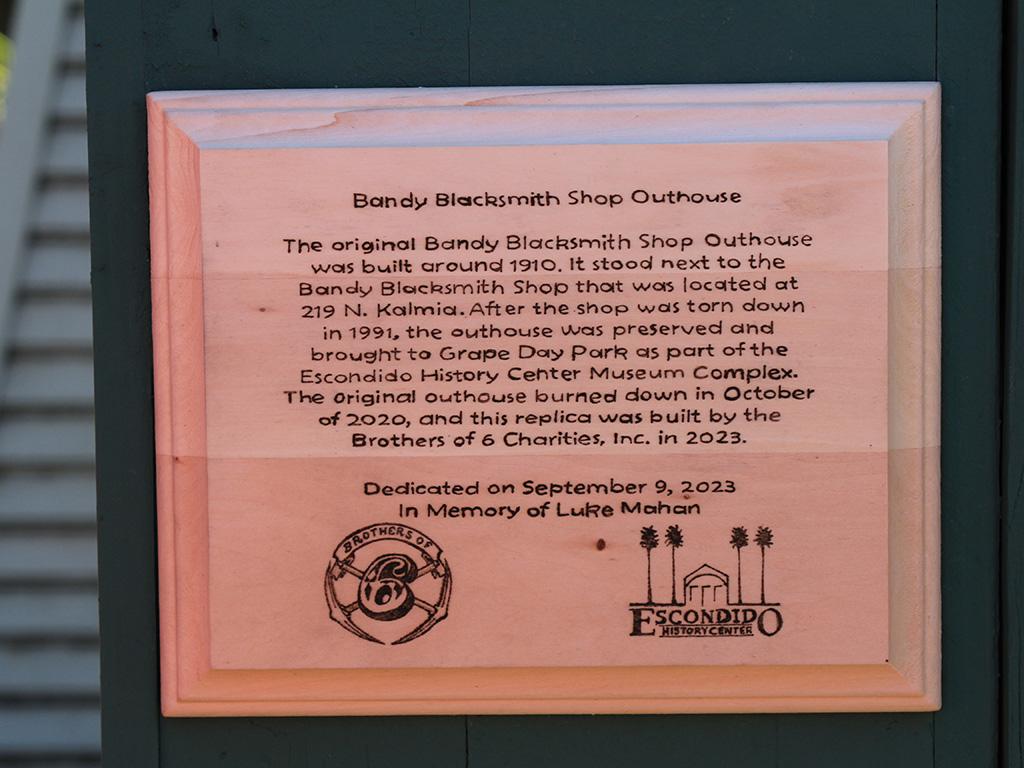 Bandy Blacksmith Shop Outhouse
The original Bandy Blacksmith Shop Outhouse
was built around 1910. It stood next to the
Bandy Blacksmith Shop that was located at
219 N. Kalmia. After the shop was torn down
in 1991, the outhouse was preserved and
brought to Grape Day Park as part of the
Escondido History Center Museum Complex.
The original outhouse burned down in October
of 2020, and this replica was built by the
Brothers of 6 Charities, Inc. in 2023.
Dedicated on September 9, 2023
In Memory of Luke Mahan
BROTHERS OF
6
ESCONDIDO
HISTORY CENTER